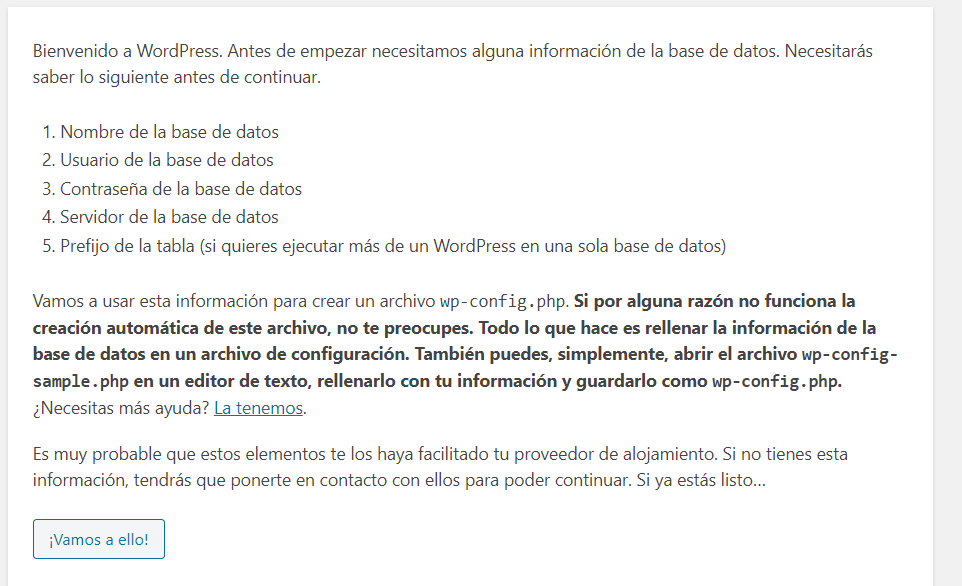 Bienvenido a WordPress. Antes de empezar necesitamos alguna información de la base de datos. Necesitarás
saber lo siguiente antes de continuar.
1. Nombre de la base de datos
2. Usuario de la base de datos
3. Contraseña de la base de datos
4. Servidor de la base de datos
5. Prefijo de la tabla (si quieres ejecutar más de un WordPress en una sola base de datos)
Vamos a usar esta información para crear un archivo wp-config.php. Si por alguna razón no funciona la
creación automática de este archivo, no te preocupes. Todo lo que hace es rellenar la información de la
base de datos en un archivo de configuración. También puedes, simplemente, abrir el archivo wp-config-
sample.php en un editor de texto, rellenarlo con tu información y guardarlo como wp-config.php.
¿Necesitas más ayuda? La tenemos.
Es muy probable que estos elementos te los haya facilitado tu proveedor de alojamiento. Si no tienes esta
información, tendrás que ponerte en contacto con ellos para poder continuar. Si ya estás listo…
¡Vamos a ello!